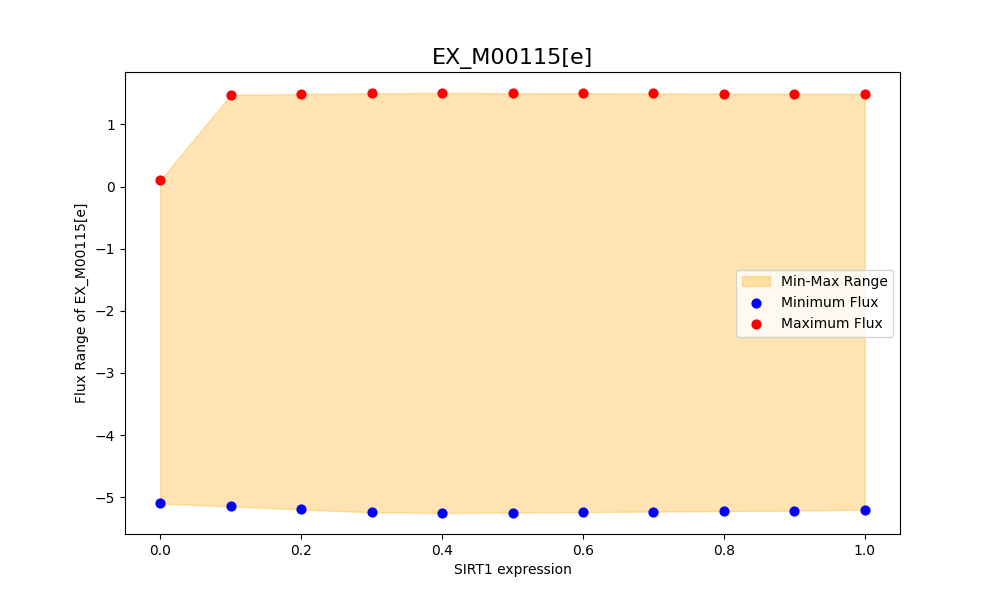 EX_M00115[e]
Flux Range of EX_M00115[e]
1
0
−1
−2
−3
−4
−5
Min-Max Range
Minimum Flux
Maximum Flux
0.0 0.2 0.4 0.6 0.8 1.0
SIRT1 expression